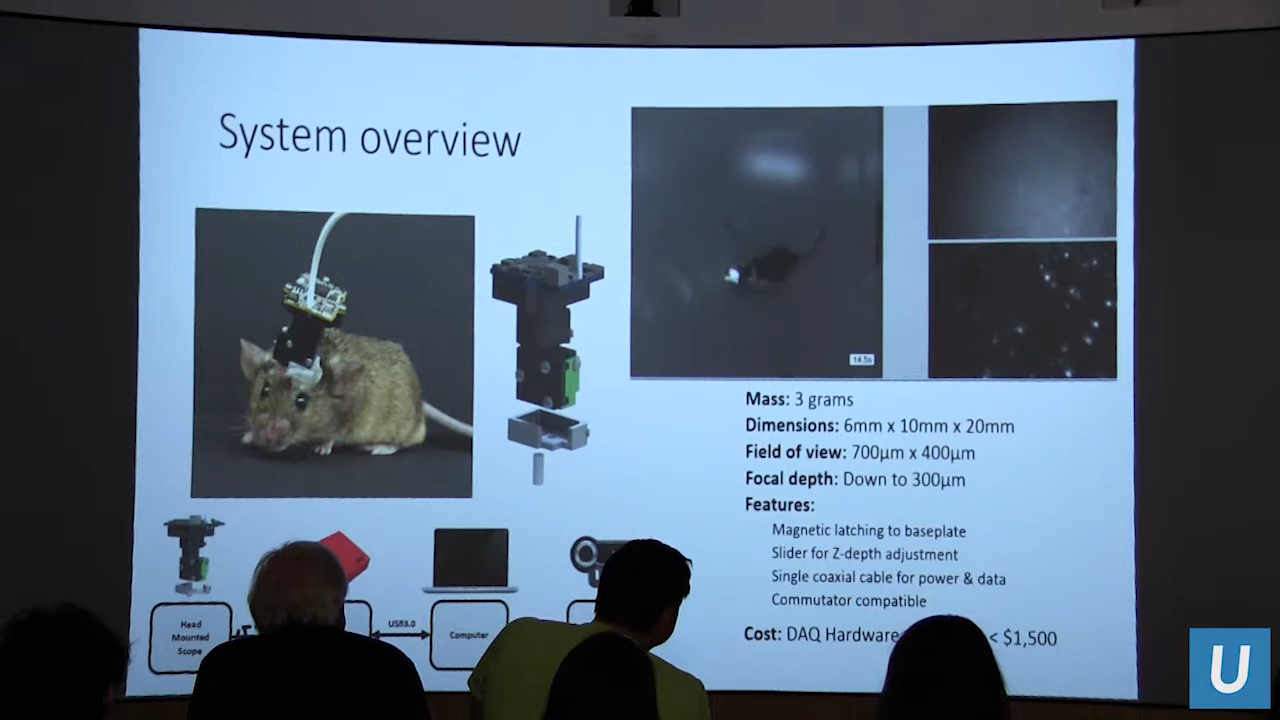 System overview
14.5s
Mass: 3 grams
Dimensions: 6mm x 10mm x 20mm
Field of view: 700µm x 400µm
Focal depth: Down to 300µm
Features:
Magnetic latching to baseplate
Slider for Z-depth adjustment
Single coaxial cable for power & data
Commutator compatible
Cost: DAQ Hardware < $1,500
Head
Mounted
Scope
USB3.0
Computer
U